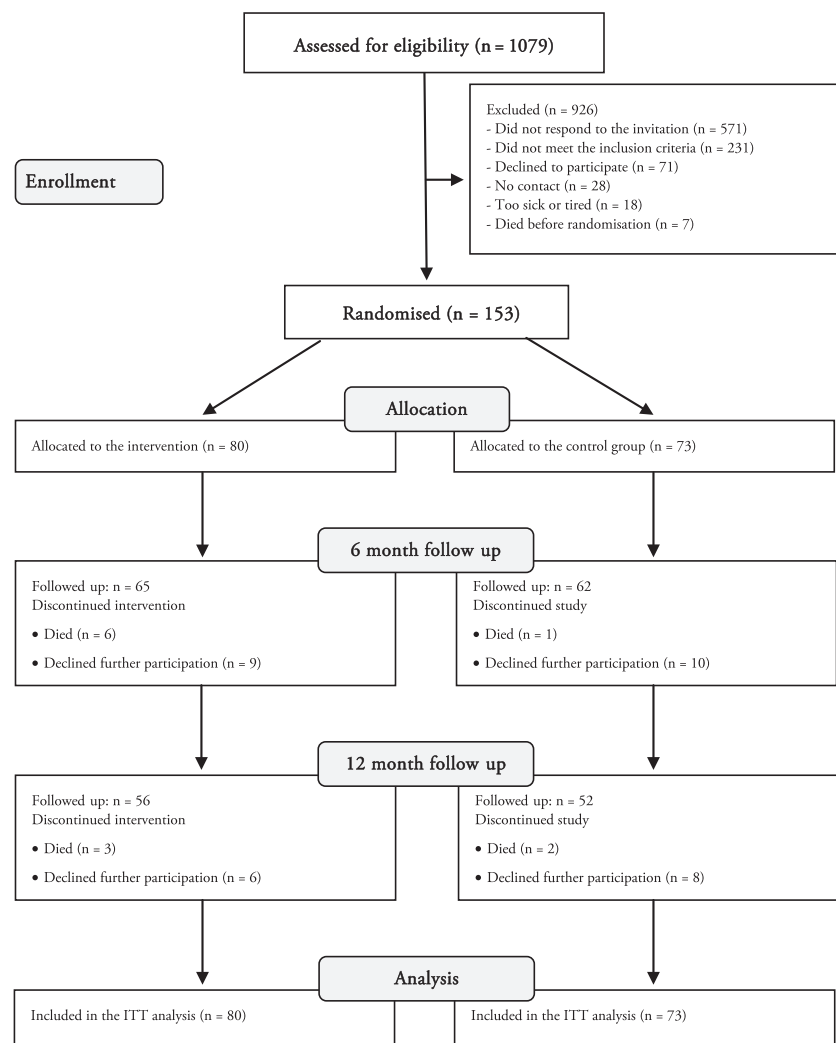 Assessed for eligibility (n = 1079)
Excluded (n = 926)
- Did not respond to the invitation (n = 571)
- Did not meet the inclusion criteria (n = 231)
- Declined to participate (n = 71)
- No contact (n = 28)
- Too sick or tired (n = 18)
- Died before randomisation (n = 7)
Enrollment
Randomised (n = 153)
Allocation
Allocated to the intervention (n = 80)
Allocated to the control group (n = 73)
6 month follow up
Followed up: n = 65
Discontinued intervention
• Died (n = 6)
• Declined further participation (n = 9)
Followed up: n = 62
Discontinued study
• Died (n = 1)
• Declined further participation (n = 10)
12 month follow up
Followed up: n = 56
Discontinued intervention
• Died (n = 3)
• Declined further participation (n = 6)
Followed up: n = 52
Discontinued study
• Died (n = 2)
• Declined further participation (n = 8)
Analysis
Included in the ITT analysis (n = 80)
Included in the ITT analysis (n = 73)